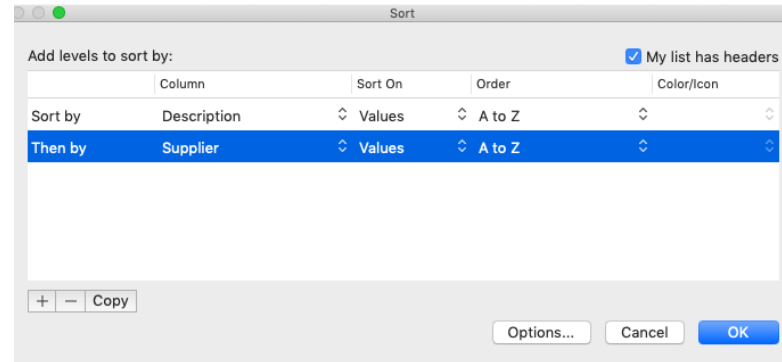 Sort
Add levels to sort by: My list has headers
Column Sort On Order Color/Icon
Sort by Description Values A to Z
Then by Supplier Values A to Z
+ − Copy
Options... Cancel OK